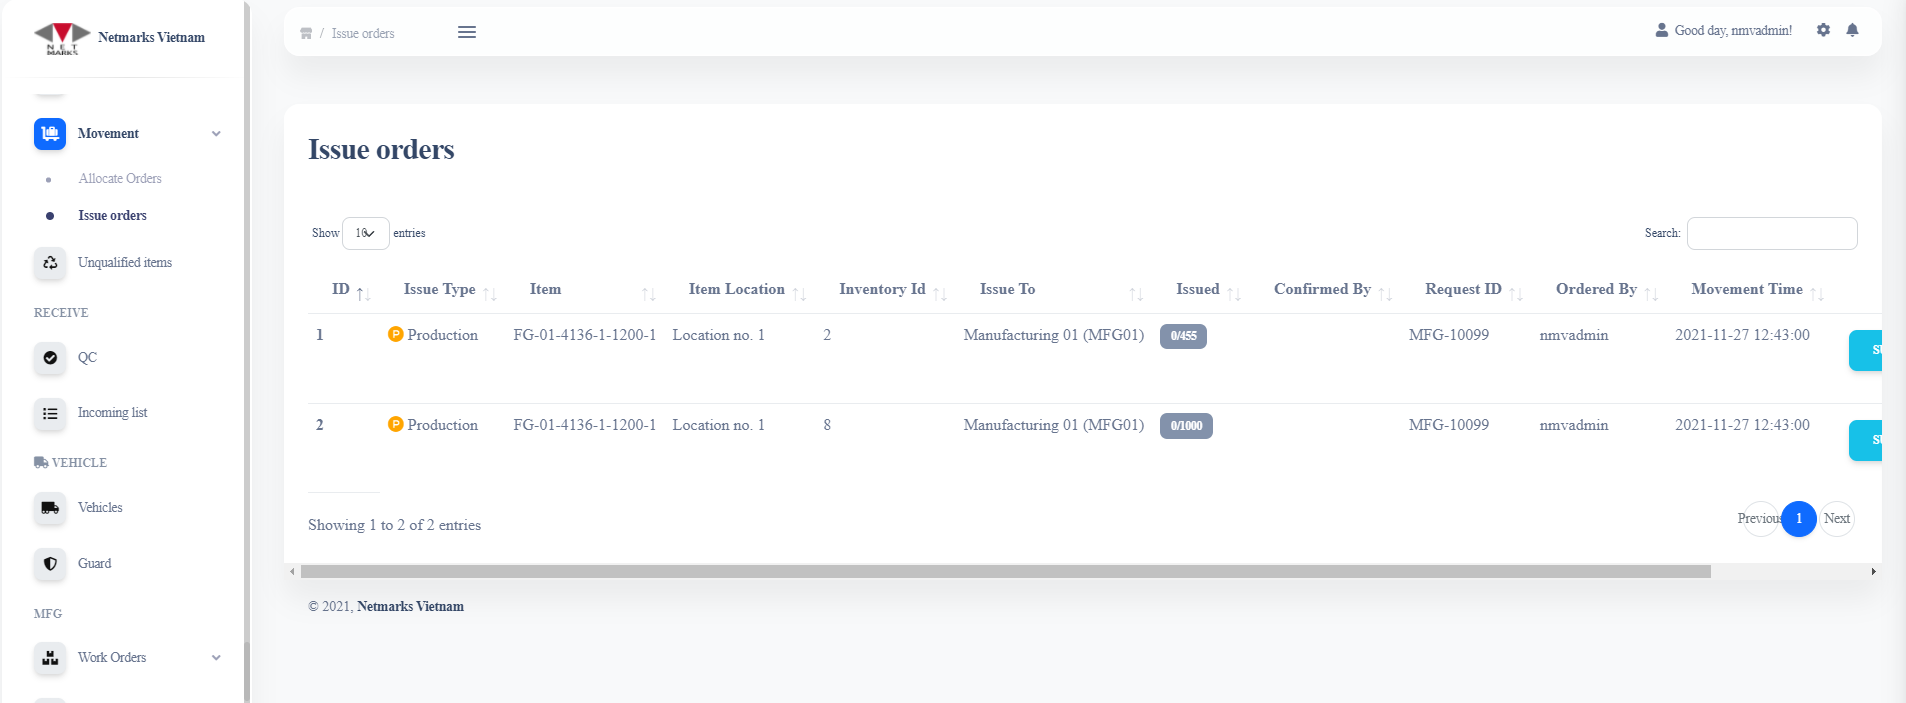 NET
MARKS
Netmarks Vietnam
/ Issue orders
Good day, nmvadmin!
Movement
Allocate Orders
Issue orders
Unqualified items
RECEIVE
QC
Incoming list
VEHICLE
Vehicles
Guard
MFG
Work Orders
Issue orders
Show 10 entries
Search:
ID Issue Type Item Item Location Inventory Id Issue To Issued Confirmed By Request ID Ordered By Movement Time
1 P Production FG-01-4136-1-1200-1 Location no. 1 2 Manufacturing 01 (MFG01) 0/455 MFG-10099 nmvadmin 2021-11-27 12:43:00
2 P Production FG-01-4136-1-1200-1 Location no. 1 8 Manufacturing 01 (MFG01) 0/1000 MFG-10099 nmvadmin 2021-11-27 12:43:00
Showing 1 to 2 of 2 entries
Previous 1 Next
© 2021, Netmarks Vietnam